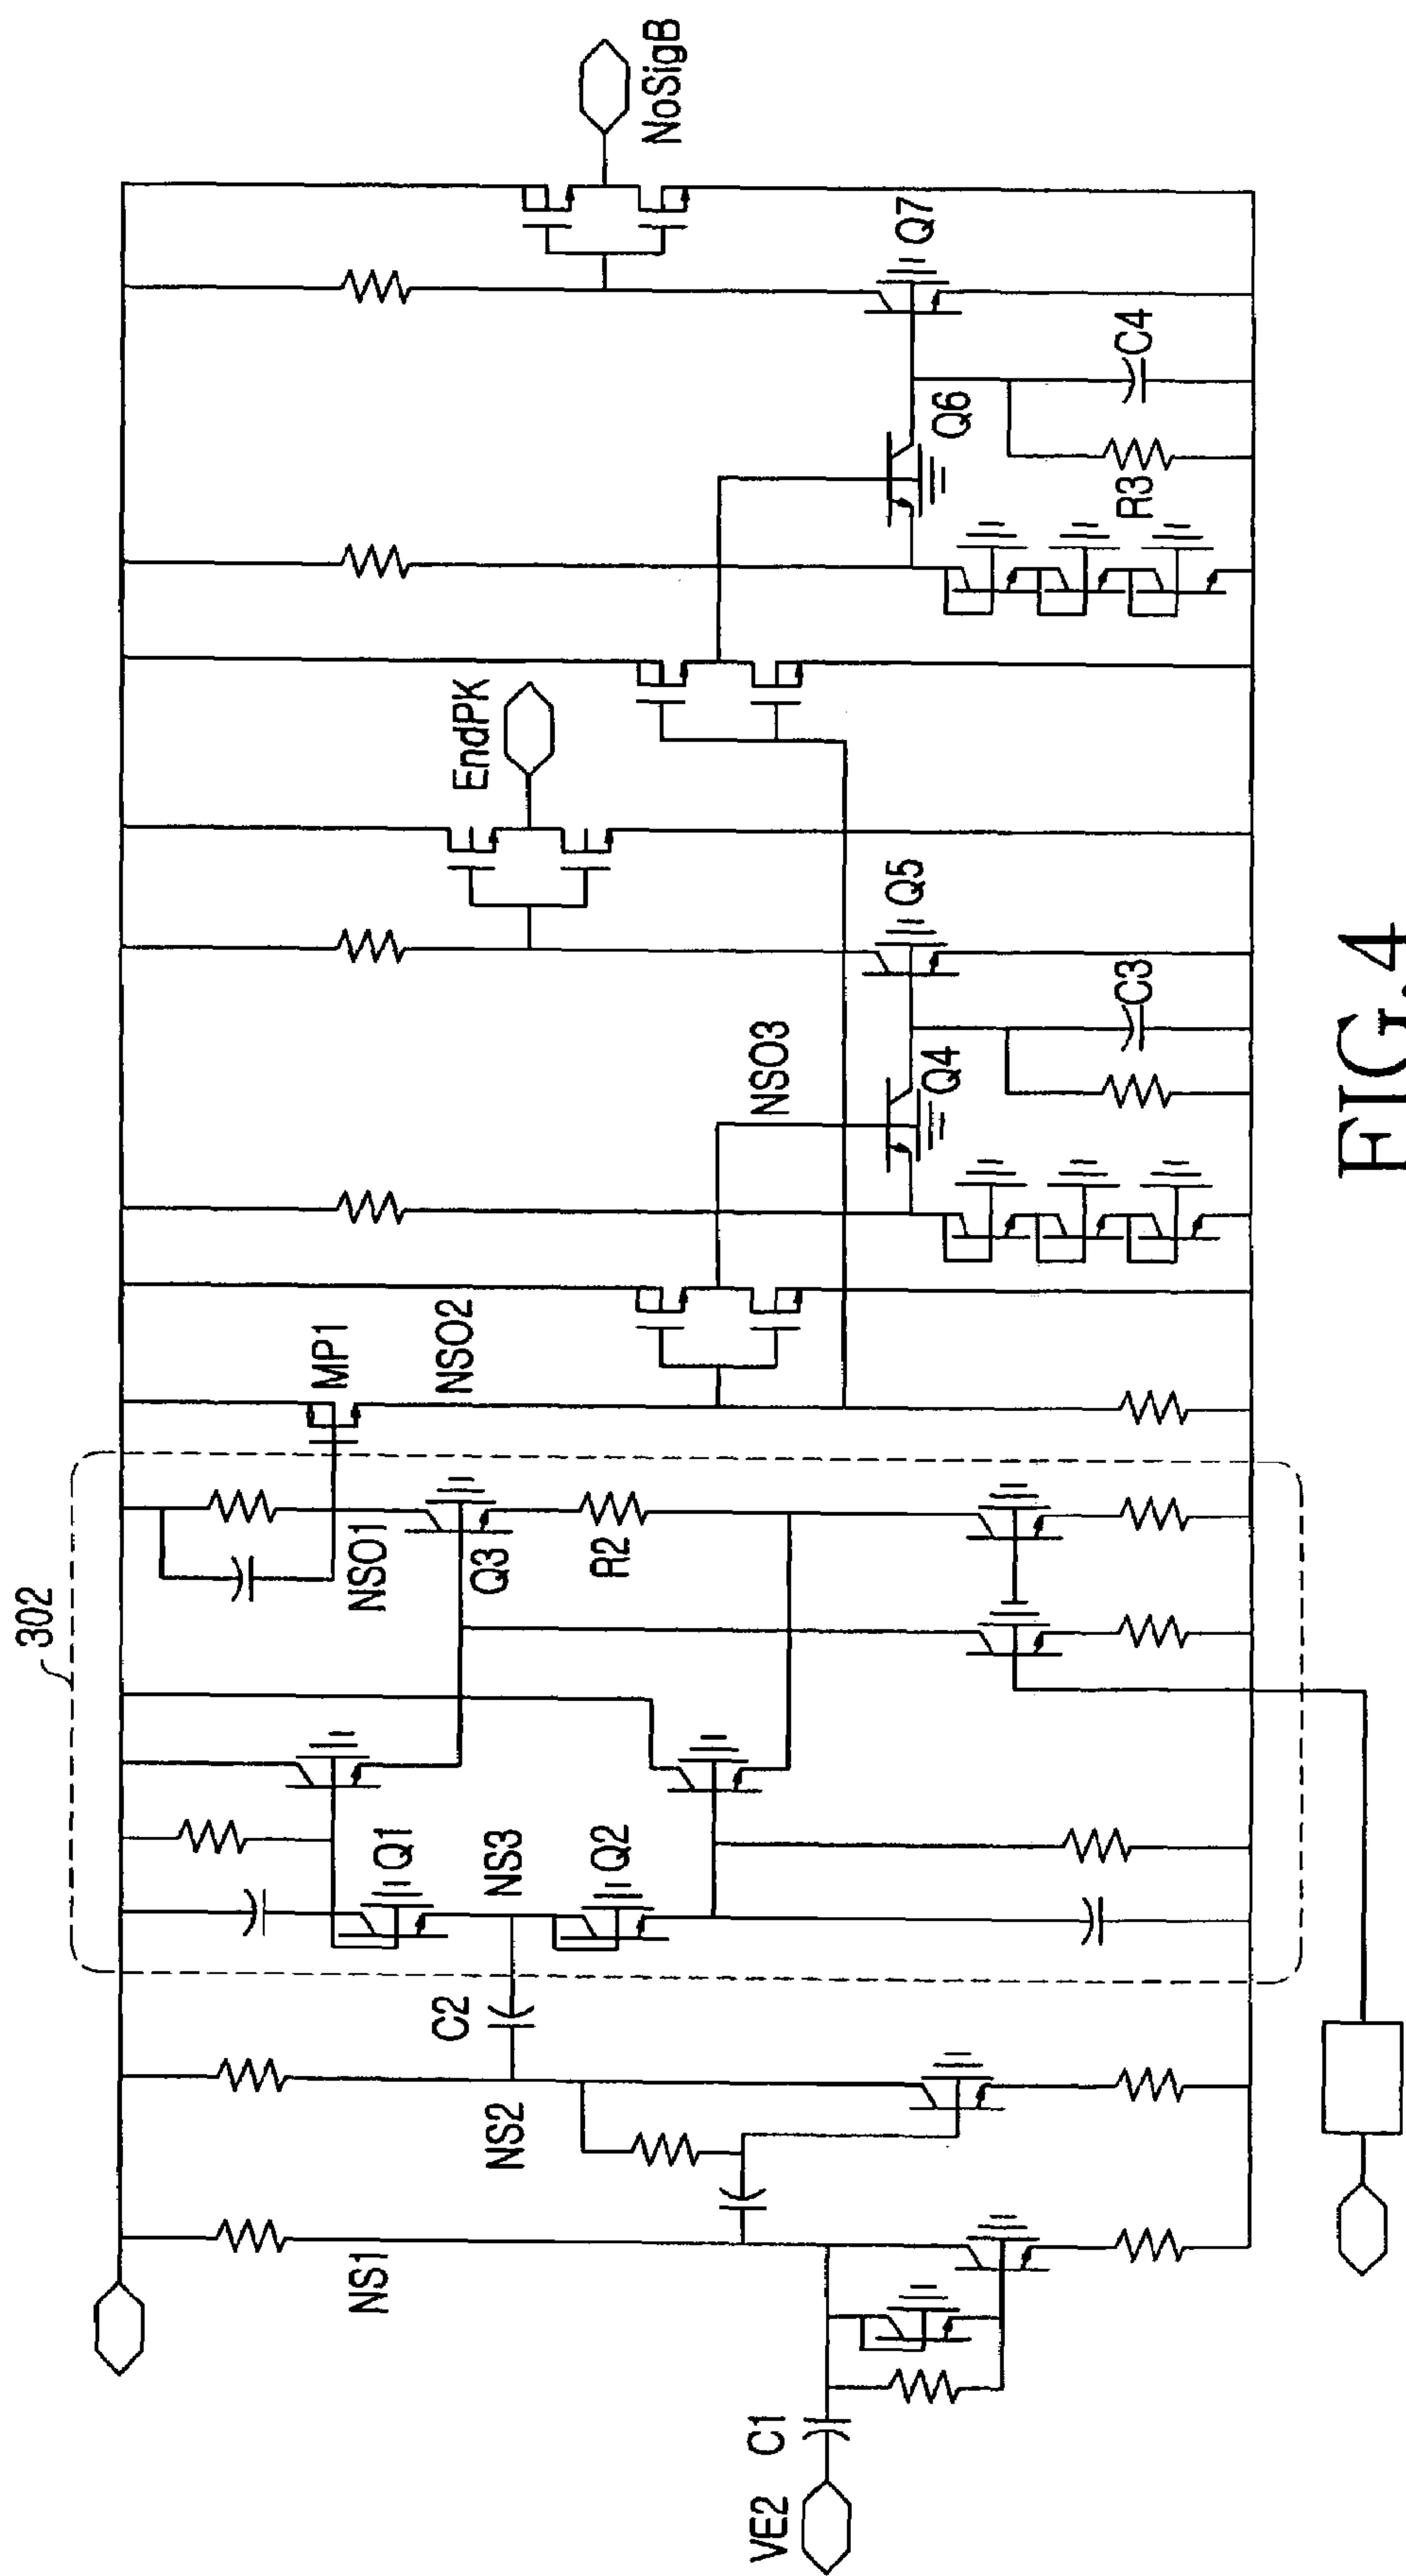 302
VE2
C1
NS1
NS2
C2
Q1
NS3
Q2
NSO1
Q3
R2
MP1
NSO2
NSO3
Q4
C3
Q5
EndPK
Q6
R3
C4
Q7
NoSigB
FIG.4